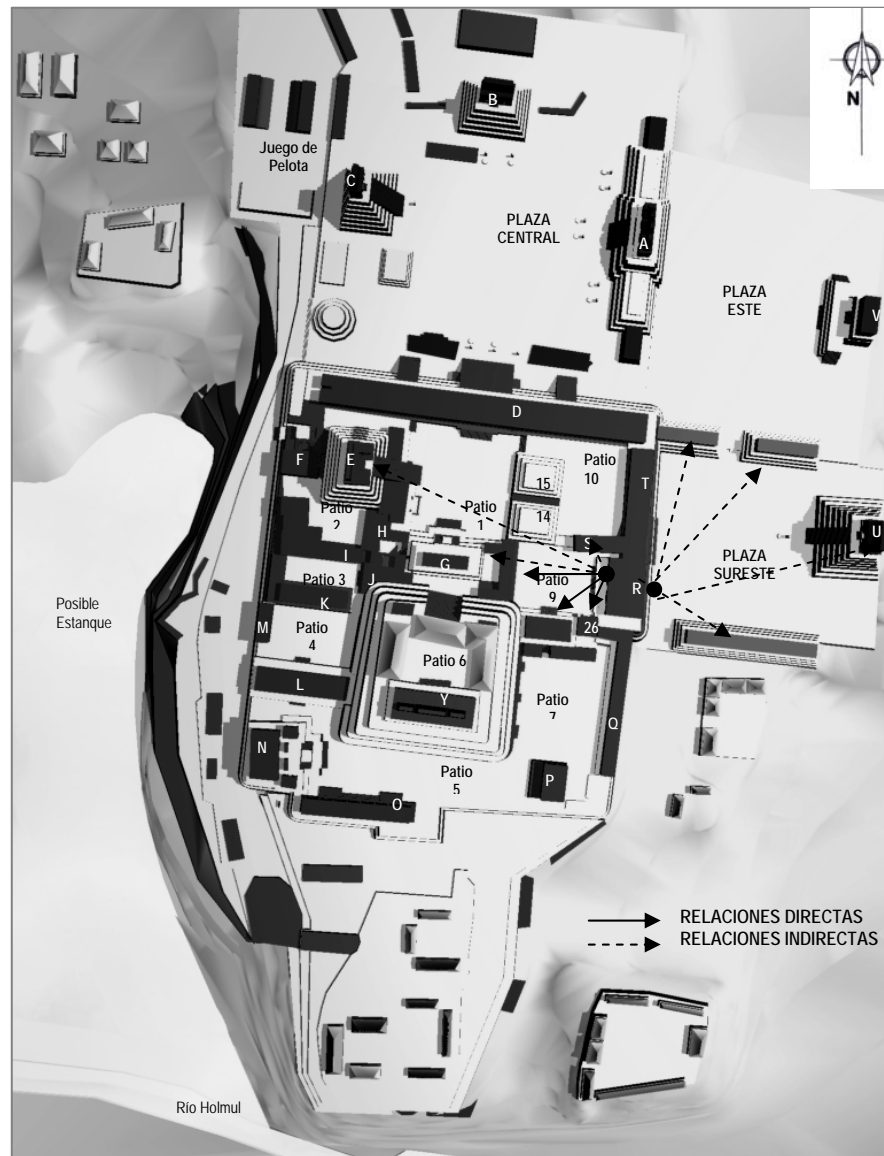 N
B
Juego de
Pelota
C
PLAZA
CENTRAL
A
PLAZA
ESTE
V
D
F
E
Patio
2
Patio
1
Patio
10
15
14
T
S
H
I
G
U
Patio 3
J
K
Patio
9
R
PLAZA
SURESTE
Posible
Estanque
M
Patio
4
26
Patio 6
L
Y
Patio
7
Q
N
Patio
5
P
O
RELACIONES DIRECTAS
RELACIONES INDIRECTAS
Río Holmul